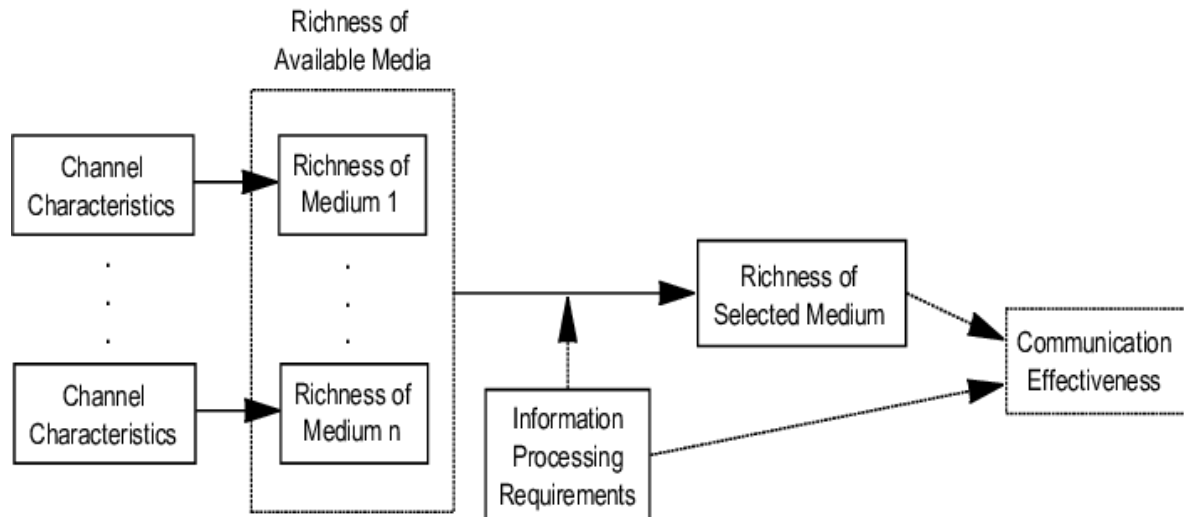 Richness of
Available Media
Channel
Characteristics
Richness of
Medium 1
.
.
.
.
.
.
Richness of
Selected Medium
Communication
Effectiveness
Channel
Characteristics
Richness of
Medium n
Information
Processing
Requirements